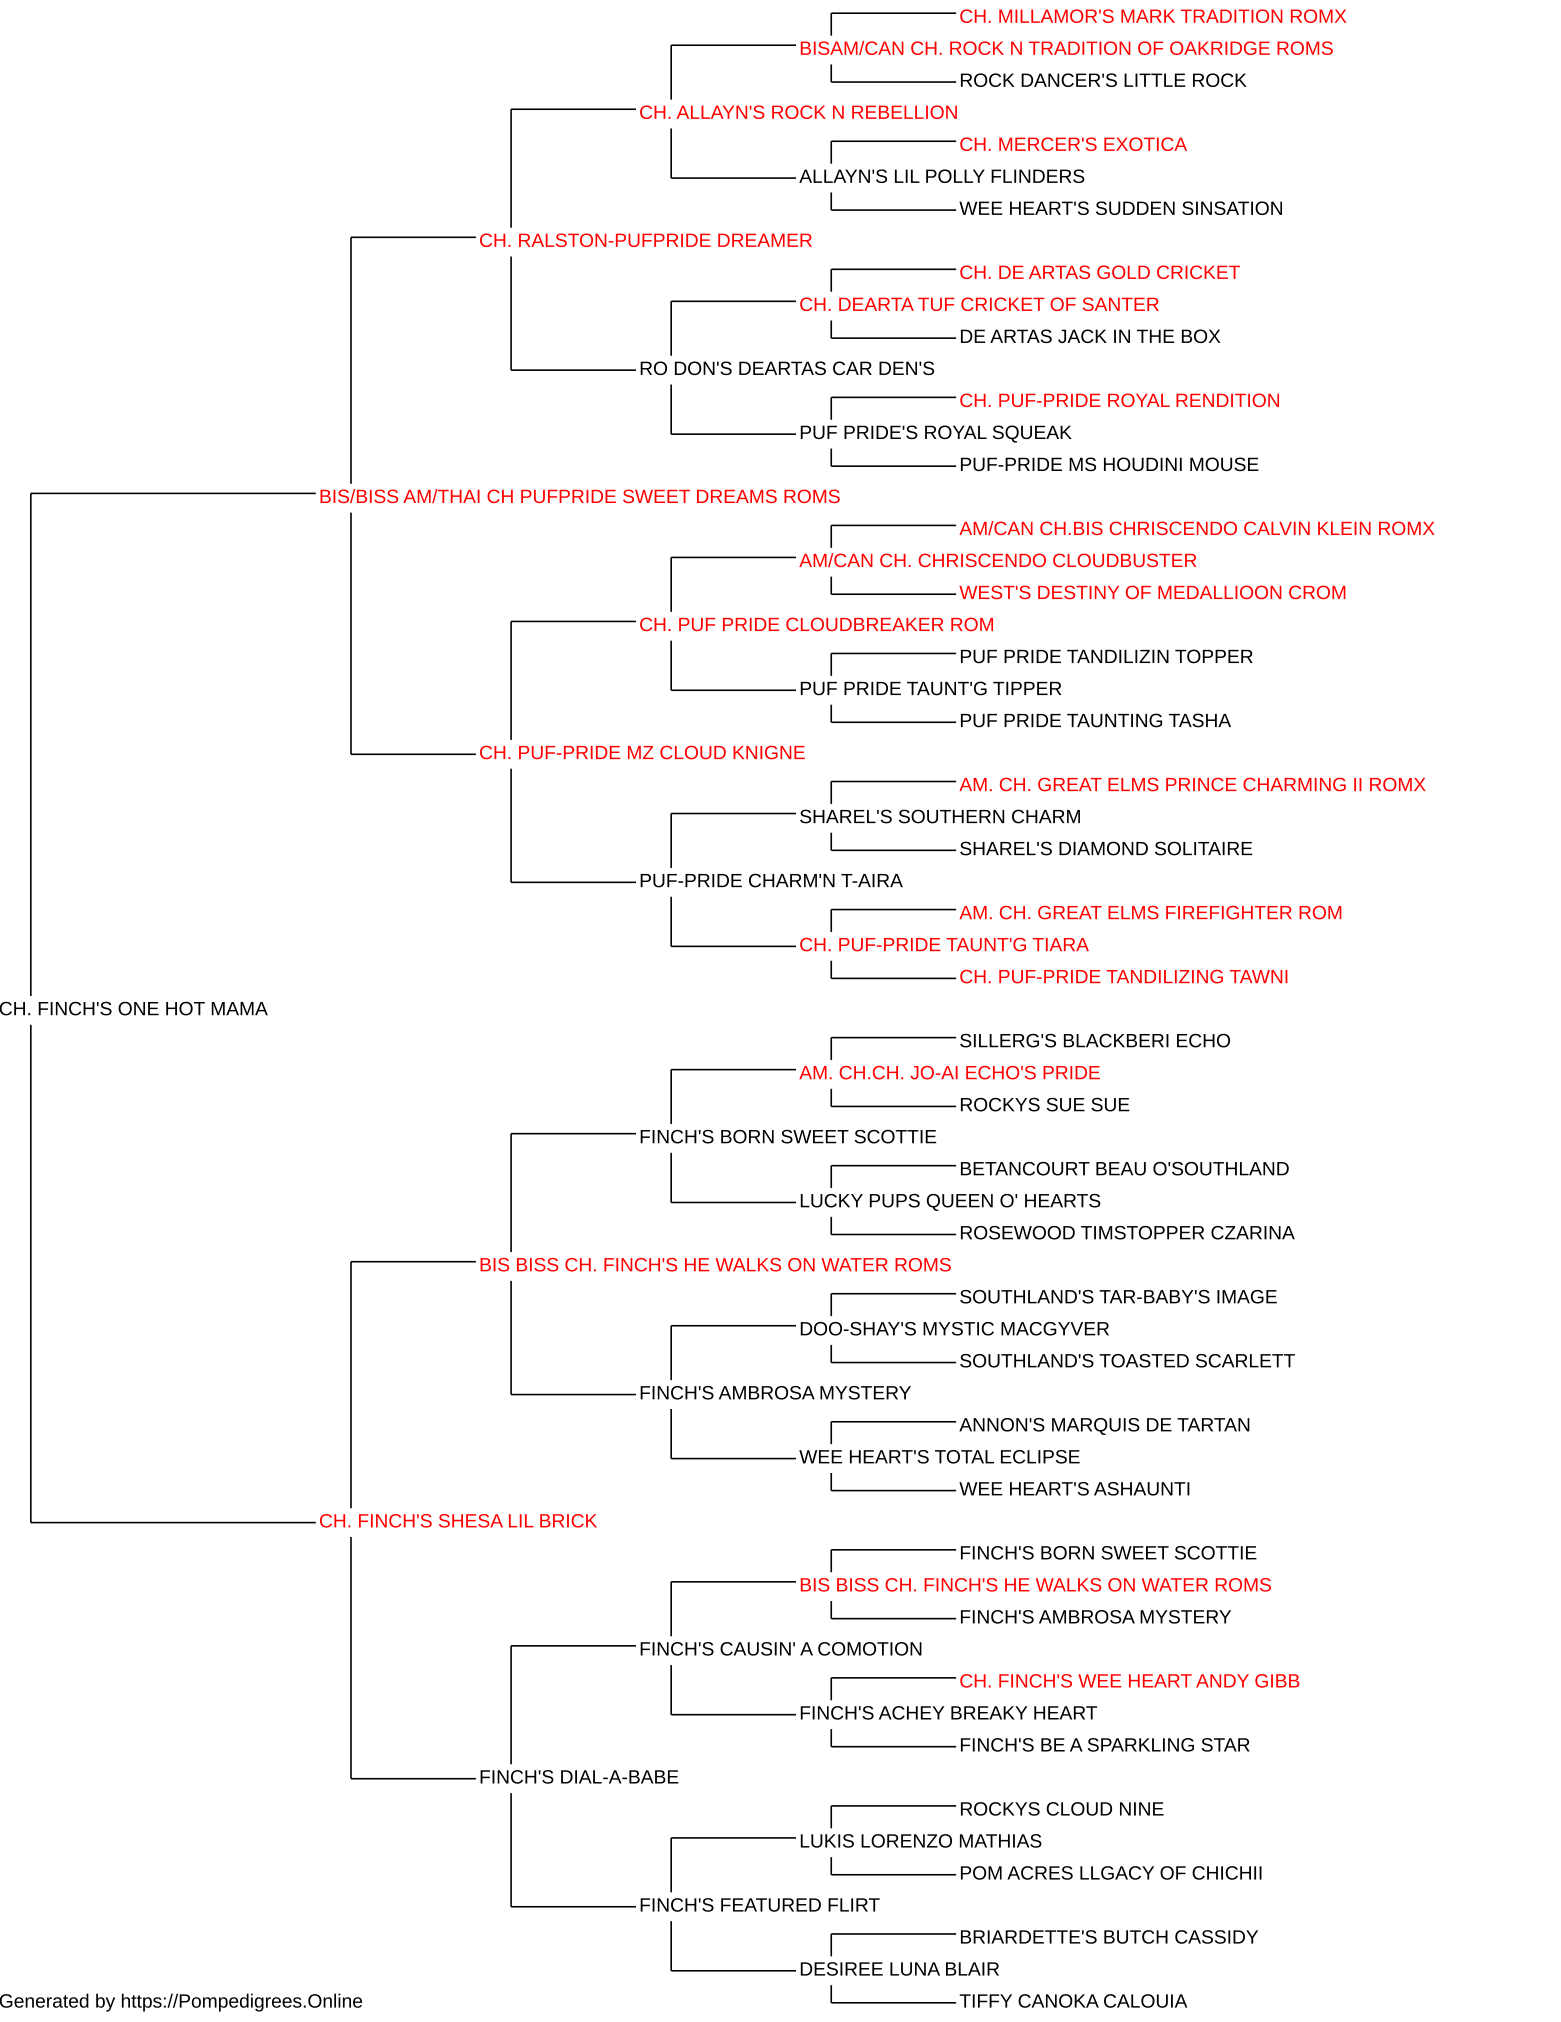 CH. MILLAMOR'S MARK TRADITION ROMX
BISAM/CAN CH. ROCK N TRADITION OF OAKRIDGE ROMS
ROCK DANCER'S LITTLE ROCK
CH. ALLAYN'S ROCK N REBELLION
CH. MERCER'S EXOTICA
ALLAYN'S LIL POLLY FLINDERS
WEE HEART'S SUDDEN SINSATION
CH. RALSTON-PUFPRIDE DREAMER
CH. DE ARTAS GOLD CRICKET
CH. DEARTA TUF CRICKET OF SANTER
DE ARTAS JACK IN THE BOX
RO DON'S DEARTAS CAR DEN'S
CH. PUF-PRIDE ROYAL RENDITION
PUF PRIDE'S ROYAL SQUEAK
PUF-PRIDE MS HOUDINI MOUSE
BIS/BISS AM/THAI CH PUFPRIDE SWEET DREAMS ROMS
AM/CAN CH.BIS CHRISCENDO CALVIN KLEIN ROMX
AM/CAN CH. CHRISCENDO CLOUDBUSTER
WEST'S DESTINY OF MEDALLIOON CROM
CH. PUF PRIDE CLOUDBREAKER ROM
PUF PRIDE TANDILIZIN TOPPER
PUF PRIDE TAUNT'G TIPPER
PUF PRIDE TAUNTING TASHA
CH. PUF-PRIDE MZ CLOUD KNIGNE
AM. CH. GREAT ELMS PRINCE CHARMING II ROMX
SHAREL'S SOUTHERN CHARM
SHAREL'S DIAMOND SOLITAIRE
PUF-PRIDE CHARM'N T-AIRA
AM. CH. GREAT ELMS FIREFIGHTER ROM
CH. PUF-PRIDE TAUNT'G TIARA
CH. PUF-PRIDE TANDILIZING TAWNI
CH. FINCH'S ONE HOT MAMA
SILLERG'S BLACKBERI ECHO
AM. CH.CH. JO-AI ECHO'S PRIDE
ROCKYS SUE SUE
FINCH'S BORN SWEET SCOTTIE
BETANCOURT BEAU O'SOUTHLAND
LUCKY PUPS QUEEN O' HEARTS
ROSEWOOD TIMSTOPPER CZARINA
BIS BISS CH. FINCH'S HE WALKS ON WATER ROMS
SOUTHLAND'S TAR-BABY'S IMAGE
DOO-SHAY'S MYSTIC MACGYVER
SOUTHLAND'S TOASTED SCARLETT
FINCH'S AMBROSA MYSTERY
ANNON'S MARQUIS DE TARTAN
WEE HEART'S TOTAL ECLIPSE
WEE HEART'S ASHAUNTI
CH. FINCH'S SHESA LIL BRICK
FINCH'S BORN SWEET SCOTTIE
BIS BISS CH. FINCH'S HE WALKS ON WATER ROMS
FINCH'S AMBROSA MYSTERY
FINCH'S CAUSIN' A COMOTION
CH. FINCH'S WEE HEART ANDY GIBB
FINCH'S ACHEY BREAKY HEART
FINCH'S BE A SPARKLING STAR
FINCH'S DIAL-A-BABE
ROCKYS CLOUD NINE
LUKIS LORENZO MATHIAS
POM ACRES LLGACY OF CHICHII
FINCH'S FEATURED FLIRT
BRIARDETTE'S BUTCH CASSIDY
DESIREE LUNA BLAIR
TIFFY CANOKA CALOUIA
Generated by https://Pompedigrees.Online